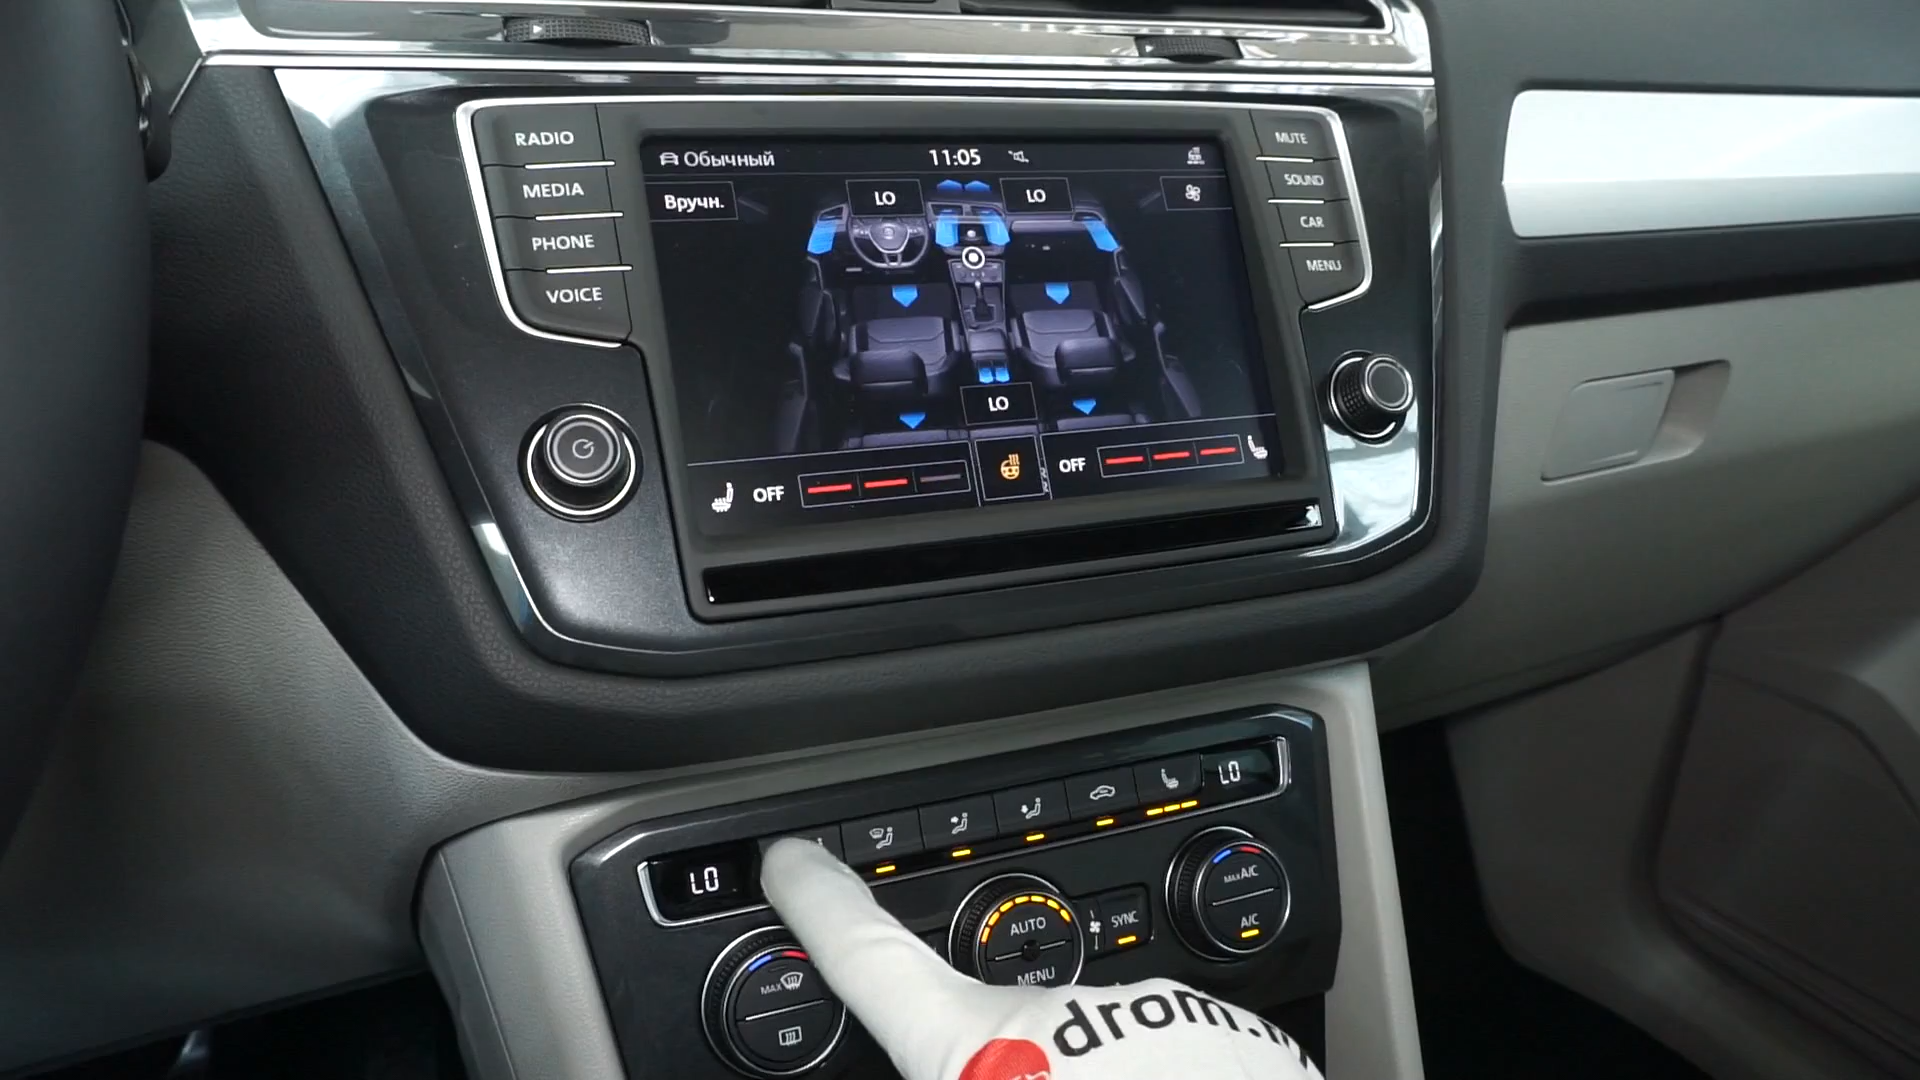 RADIO
MEDIA
PHONE
VOICE
Обычный
11:05
Вручн.
LO
LO
LO
OFF
OFF
MUTE
SOUND
CAR
MENU
LO
LO
AUTO
MENU
SYNC
MAX A/C
A/C
MAX
drom.